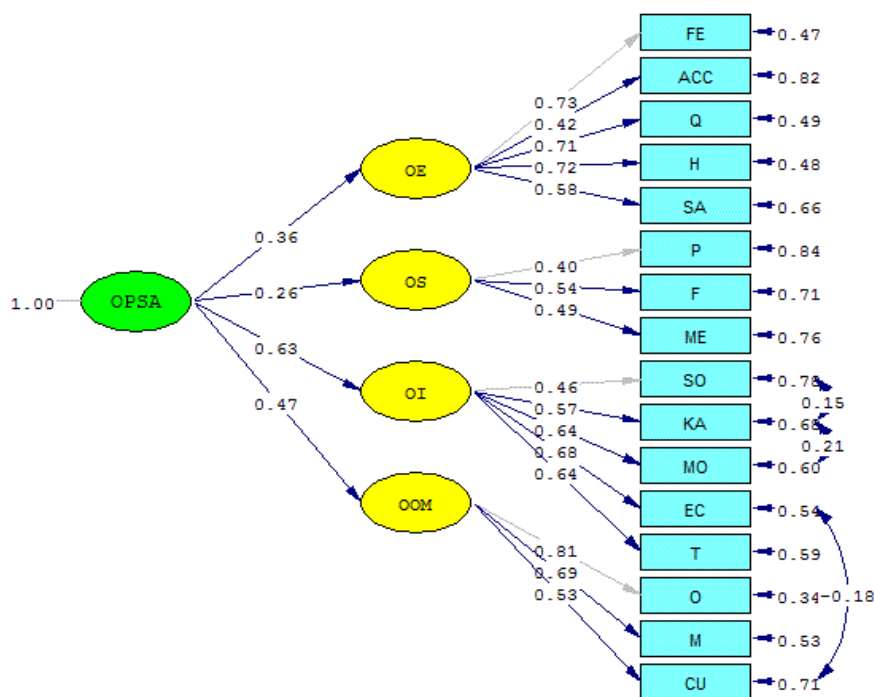 FE 0.47
ACC 0.82
0.73
0.42
Q 0.49
0.71
OE
0.72
H 0.48
0.58
SA 0.66
0.36
P 0.84
0.40
OS
0.54
F 0.71
1.00 OPSA 0.26
0.49
ME 0.76
0.63
SO 0.78
0.46
OI
0.15
0.57
KA 0.68
0.47
0.64
0.21
0.68
MO 0.60
0.64
OOM
EC 0.54
0.81
T 0.59
0.69
0.53
O 0.34 -0.18
M 0.53
CU 0.71